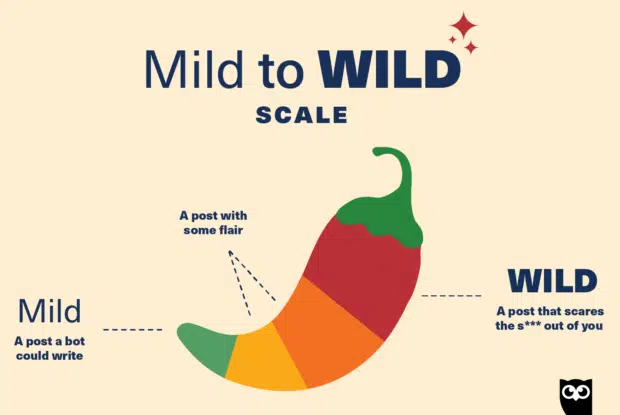 Mild to WILD
SCALE
A post with
some flair
Mild
A post a bot
could write
WILD
A post that scares
the s*** out of you